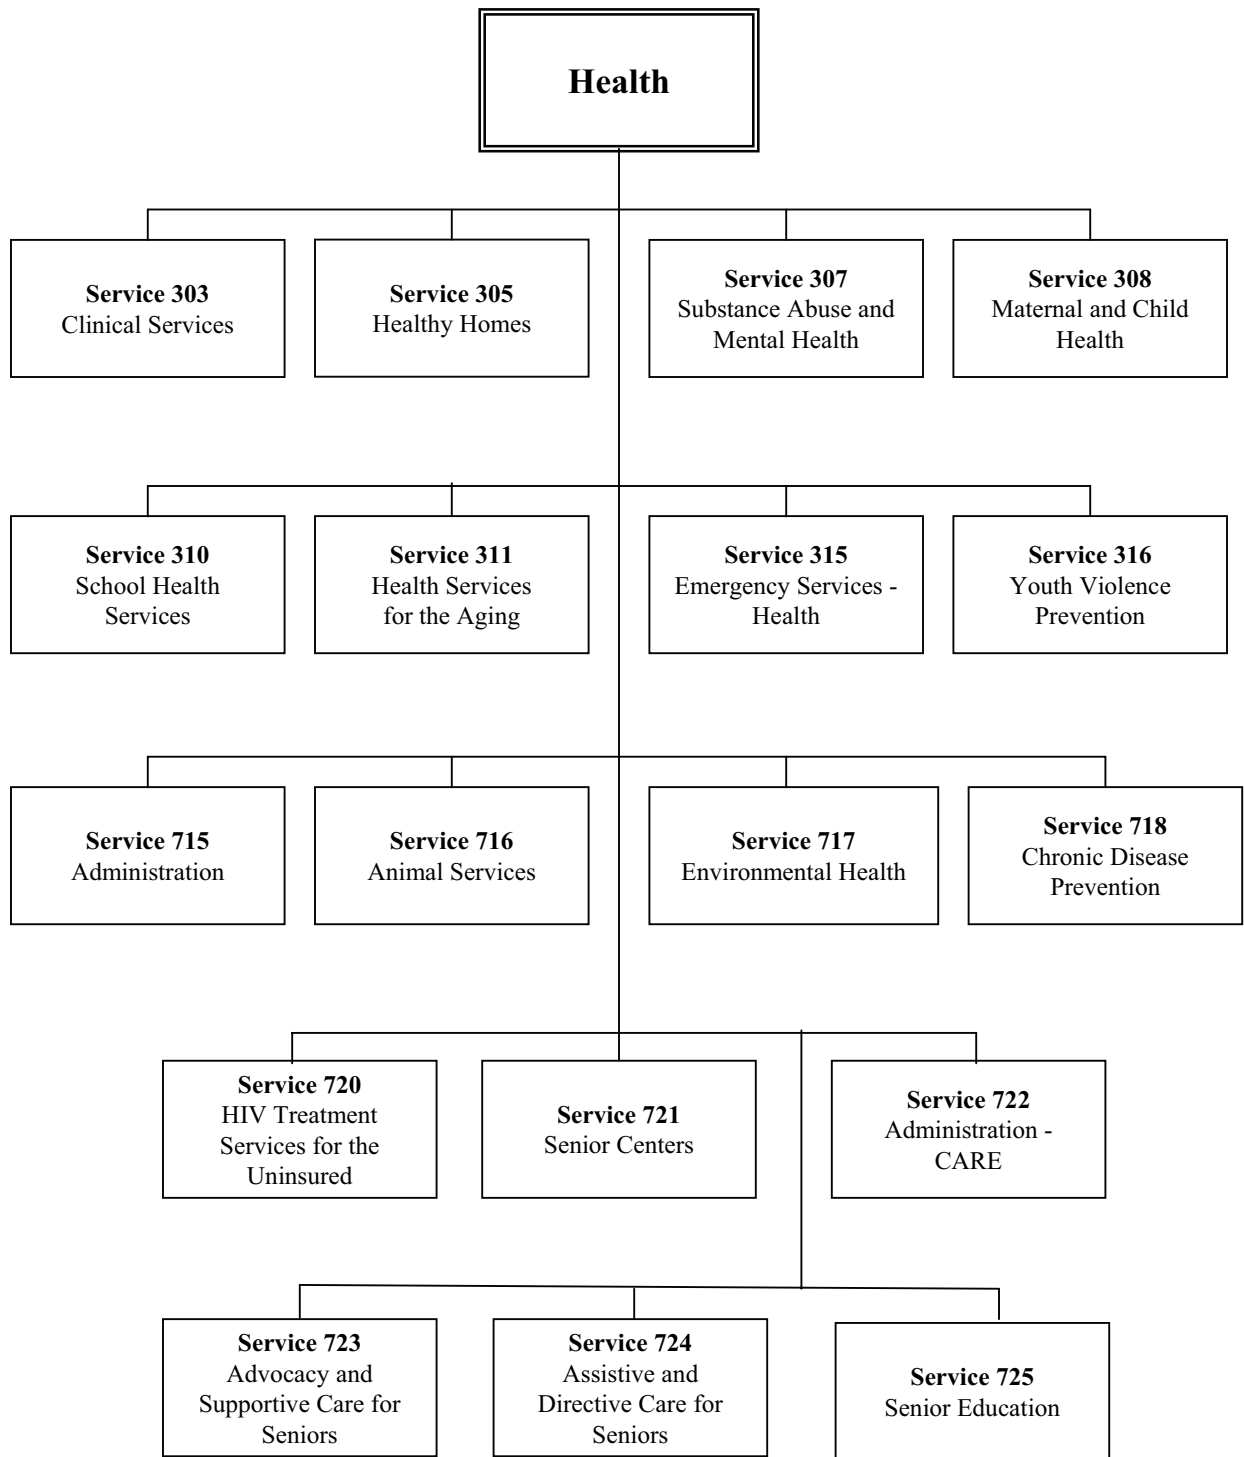 Health
Service 303
Clinical Services
Service 305
Healthy Homes
Service 307
Substance Abuse and
Mental Health
Service 308
Maternal and Child
Health
Service 310
School Health
Services
Service 311
Health Services
for the Aging
Service 315
Emergency Services -
Health
Service 316
Youth Violence
Prevention
Service 715
Administration
Service 716
Animal Services
Service 717
Environmental Health
Service 718
Chronic Disease
Prevention
Service 720
HIV Treatment
Services for the
Uninsured
Service 721
Senior Centers
Service 722
Administration -
CARE
Service 723
Advocacy and
Supportive Care for
Seniors
Service 724
Assistive and
Directive Care for
Seniors
Service 725
Senior Education